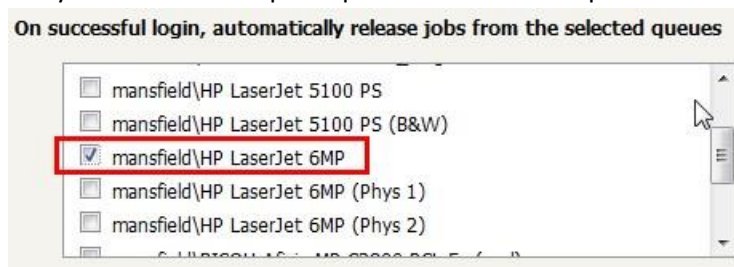 On successful login, automatically release jobs from the selected queues
mansfield\HP LaserJet 5100 PS
mansfield\HP LaserJet 5100 PS (B&W)
mansfield\HP LaserJet 6MP
mansfield\HP LaserJet 6MP (Phys 1)
mansfield\HP LaserJet 6MP (Phys 2)